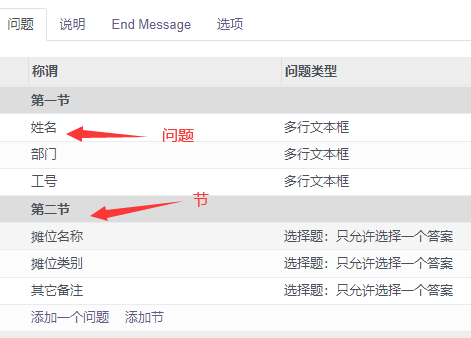 问题 说明 End Message 选项
称谓 问题类型
第一节
姓名 多行文本框
问题
部门 多行文本框
工号 多行文本框
第二节
节
摊位名称 选择题：只允许选择一个答案
摊位类别 选择题：只允许选择一个答案
其它备注 选择题：只允许选择一个答案
添加一个问题 添加节